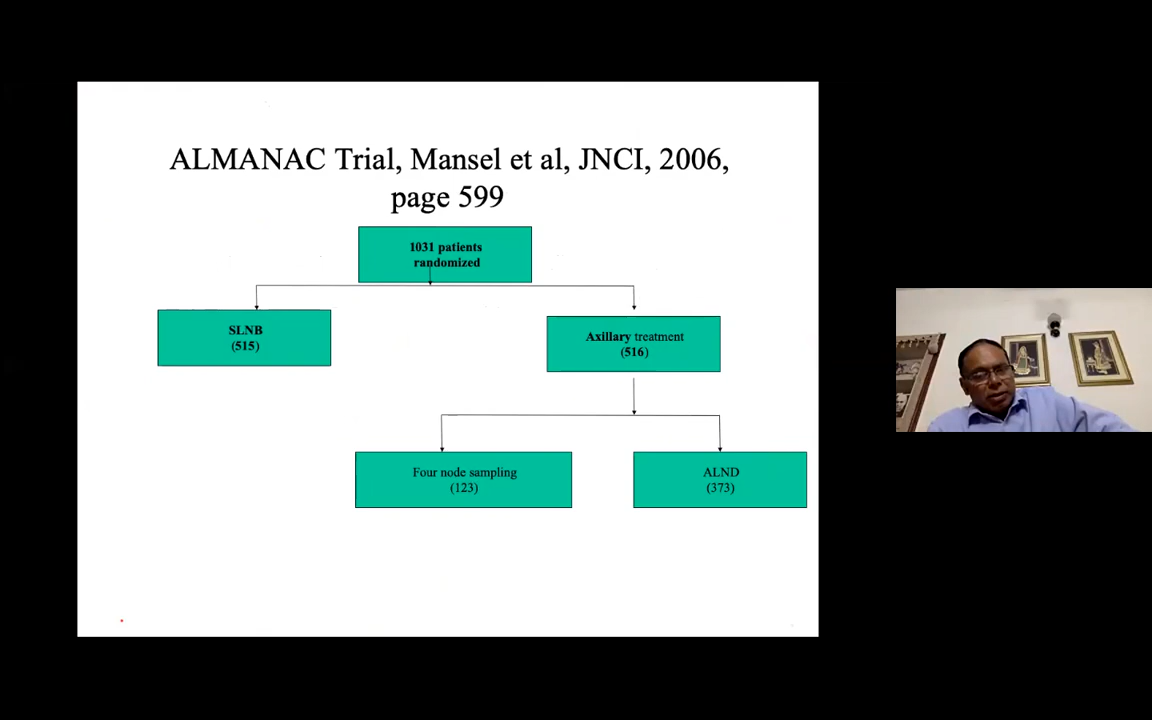 ALMANAC Trial, Mansel et al, JNCI, 2006,
page 599
1031 patients
randomized
SLNB
(515)
Axillary treatment
(516)
Four node sampling
(123)
ALND
(373)